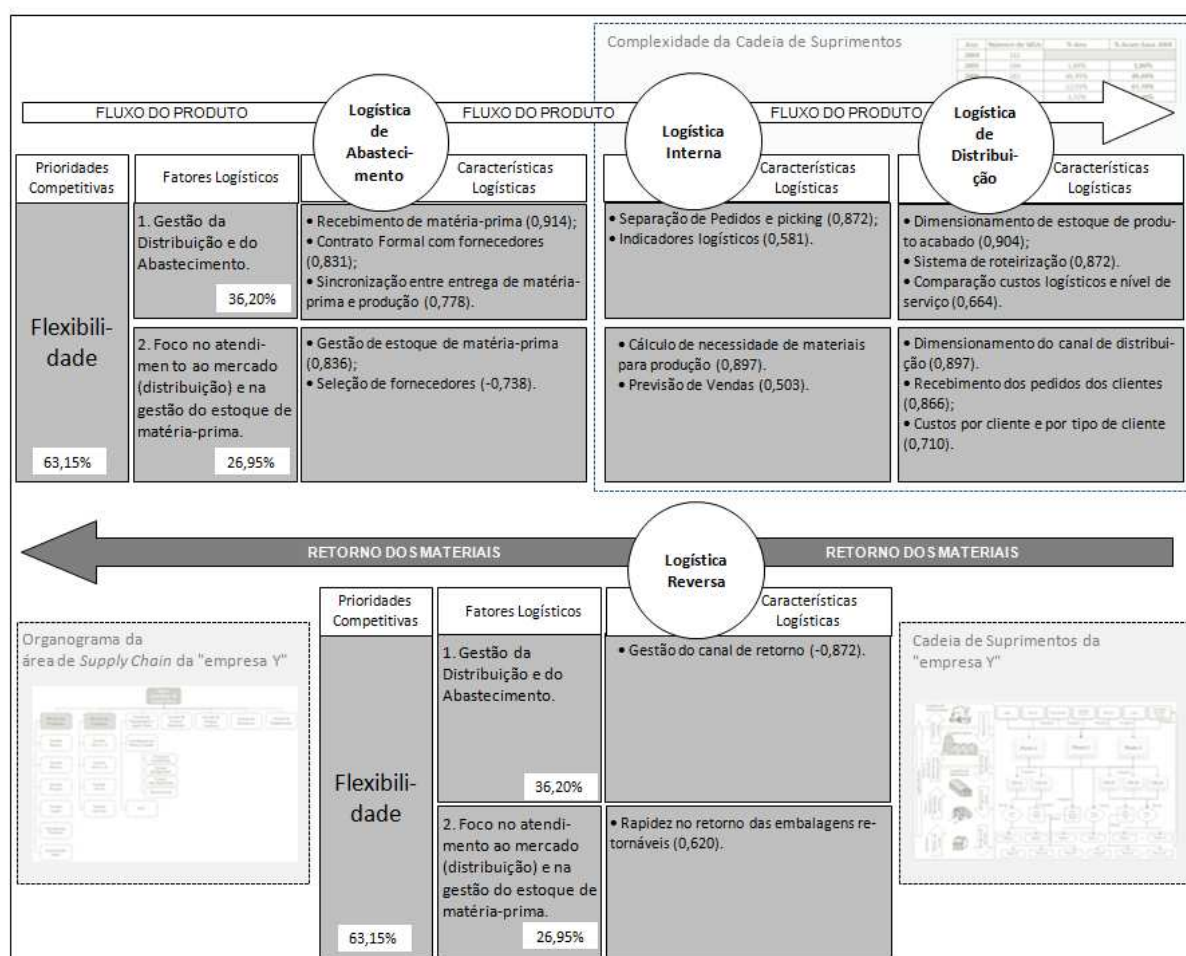 Complexidade da Cadeia de Suprimentos
FLUXO DO PRODUTO
Logística
de
Abasteci-
mento
FLUXO DO PRODUTO
Logística
Interna
FLUXO DO PRODUTO
Logística
de
Distribui-
ção
Prioridades
Competitivas
Fatores Logísticos
Características
Logísticas
Características
Logísticas
Características
Logísticas
Flexibili-
dade
63,15%
1. Gestão da
Distribuição e do
Abastecimento.
36,20%
• Recebimento de matéria-prima (0,914);
• Contrato Formal com fornecedores
(0,831);
• Sincronização entre entrega de matéria-
prima e produção (0,778).
• Separação de Pedidos e picking (0,872);
• Indicadores logísticos (0,581).
• Dimensionamento de estoque de produ-
to acabado (0,904);
• Sistema de roteirização (0,872).
• Comparação custos logísticos e nível de
serviço (0,664).
2. Foco no atendi-
mento ao mercado
(distribuição) e na
gestão do estoque de
matéria-prima.
26,95%
• Gestão de estoque de matéria-prima
(0,836);
• Seleção de fornecedores (-0,738).
• Cálculo de necessidade de materiais
para produção (0,897).
• Previsão de Vendas (0,503).
• Dimensionamento do canal de distribui-
ção (0,897).
• Recebimento dos pedidos dos clientes
(0,866);
• Custos por cliente e por tipo de cliente
(0,710).
RETORNO DOS MATERIAIS
Logística
Reversa
RETORNO DOS MATERIAIS
Organograma da
área de Supply Chain da "empresa Y"
Prioridades
Competitivas
Fatores Logísticos
Características
Logísticas
Flexibili-
dade
63,15%
1. Gestão da
Distribuição e do
Abastecimento.
36,20%
• Gestão do canal de retorno (-0,872);
2. Foco no atendi-
mento ao mercado
(distribuição) e na
gestão do estoque de
matéria-prima.
26,95%
• Rapidez no retorno das embalagens re-
tornáveis (0,620).
Cadeia de Suprimentos da
"empresa Y"